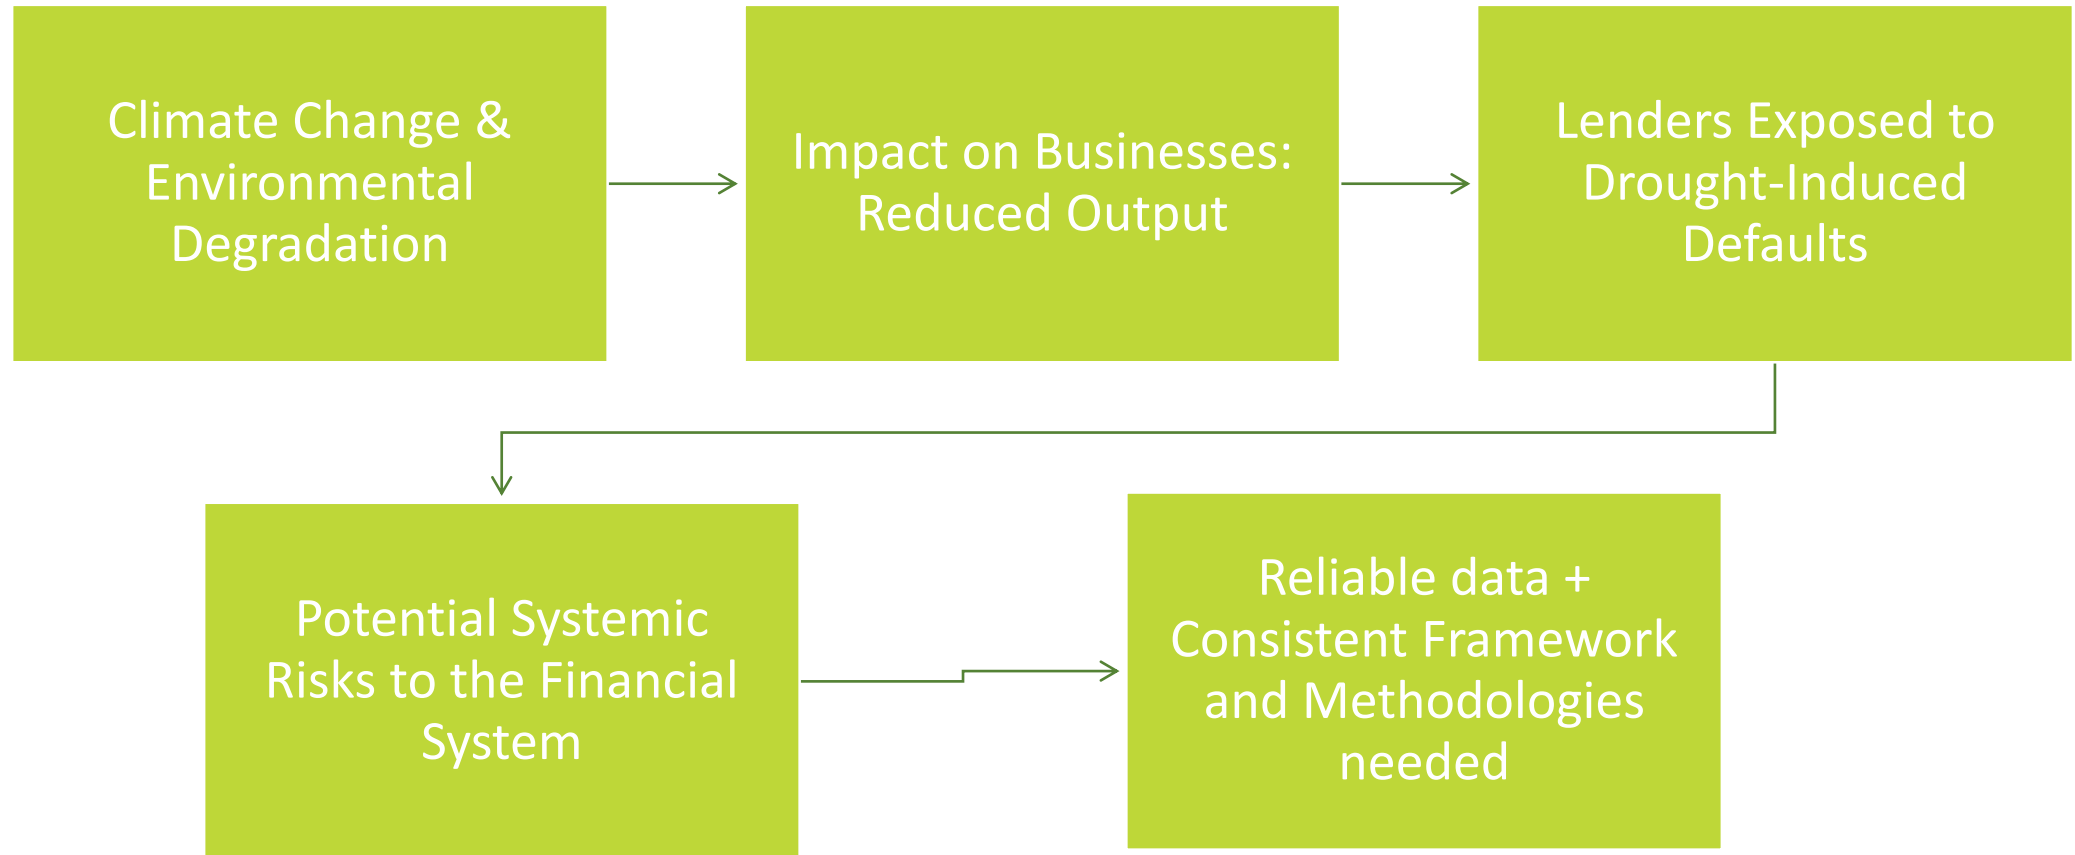 Climate Change &
Environmental
Degradation
Impact on Businesses:
Reduced Output
Lenders Exposed to
Drought-Induced
Defaults
Potential Systemic
Risks to the Financial
System
Reliable data +
Consistent Framework
and Methodologies
needed